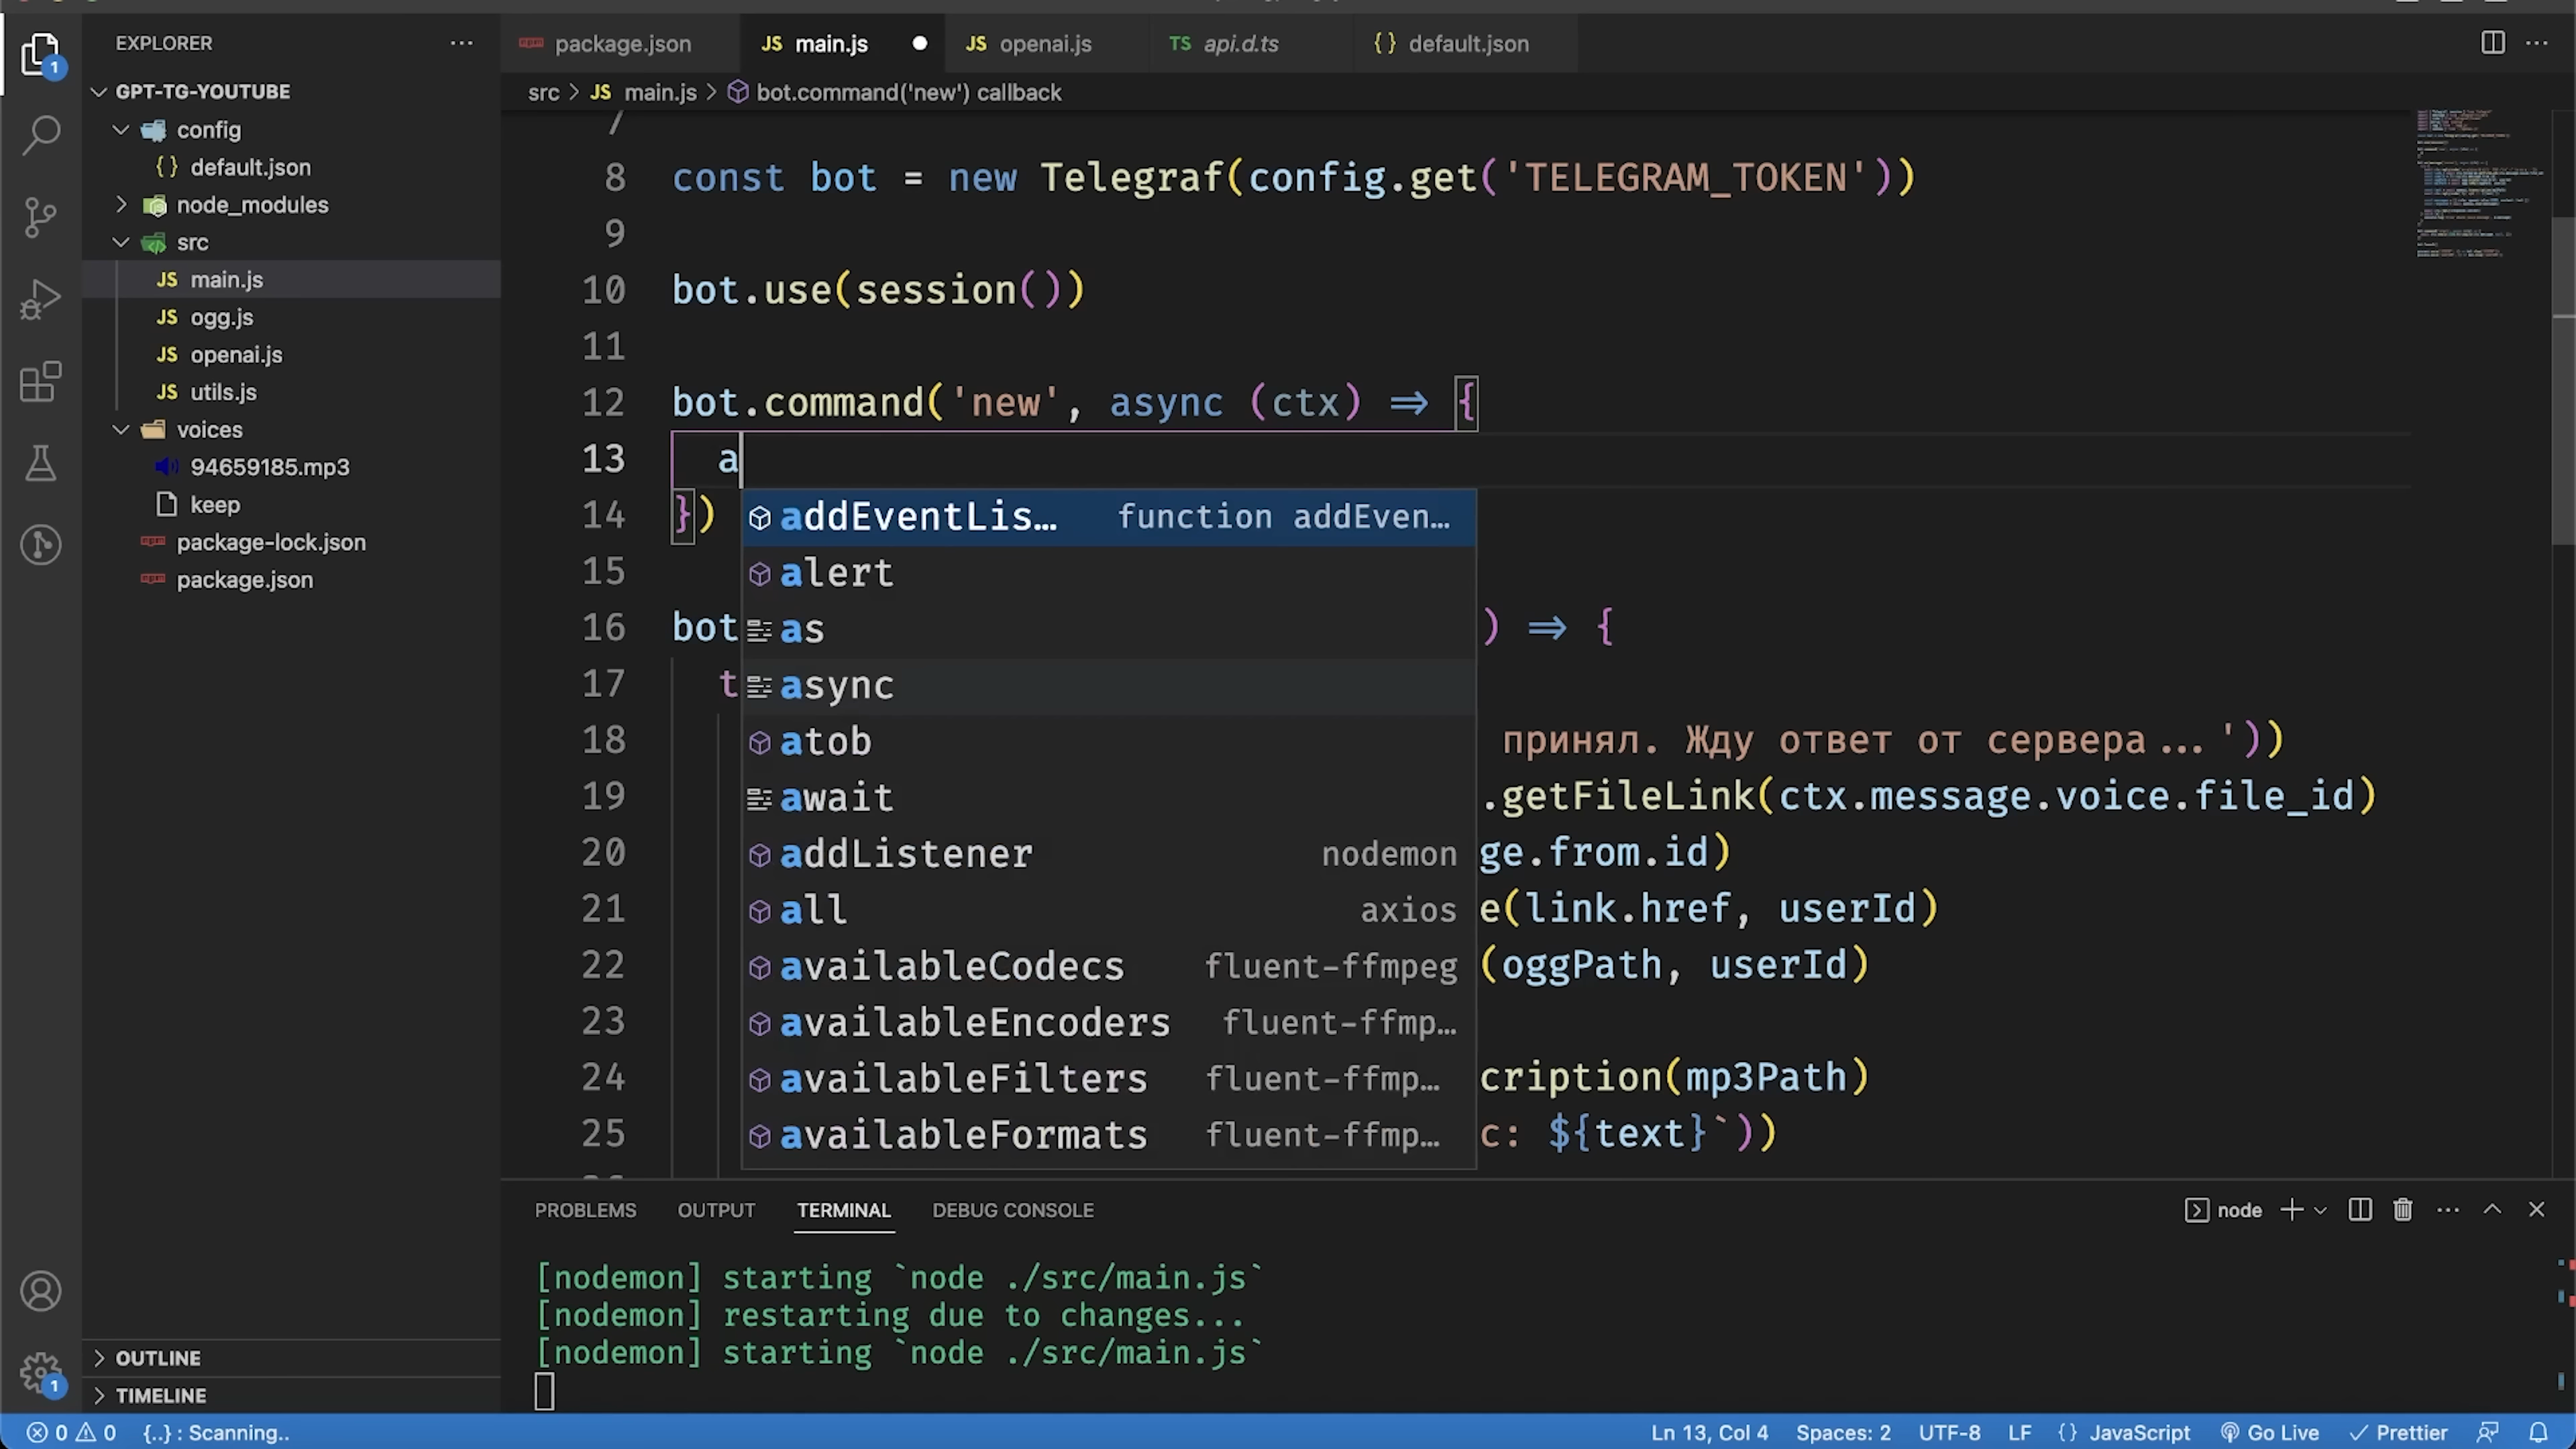 EXPLORER
GPT-TG-YOUTUBE
config
default.json
node_modules
src
main.js
ogg.js
openai.js
utils.js
voices
94659185.mp3
keep
package-lock.json
package.json
OUTLINE
TIMELINE
package.json
main.js
openai.js
api.d.ts
default.json
src > JS main.js > bot.command('new') callback
7
8 const bot = new Telegraf(config.get('TELEGRAM_TOKEN'))
9
10 bot.use(session())
11
12 bot.command('new', async (ctx) => {
13 a
14 })
15
16 bot ) => {
17 t
18 принял. Жду ответ от сервера...'))
19 .getFileLink(ctx.message.voice.file_id)
20 ge.from.id)
21 e(link.href, userId)
22 (oggPath, userId)
23
24 cription(mp3Path)
25 с: ${text}`))
addEventLis… function addEven…
alert
as
async
atob
await
addListener nodemon
all axios
availableCodecs fluent-ffmpeg
availableEncoders fluent-ffmp…
availableFilters fluent-ffmp…
availableFormats fluent-ffmp…
PROBLEMS OUTPUT TERMINAL DEBUG CONSOLE
node
[nodemon] starting `node ./src/main.js`
[nodemon] restarting due to changes...
[nodemon] starting `node ./src/main.js`
0 0 {..} : Scanning.. Ln 13, Col 4 Spaces: 2 UTF-8 LF {} JavaScript Go Live Prettier